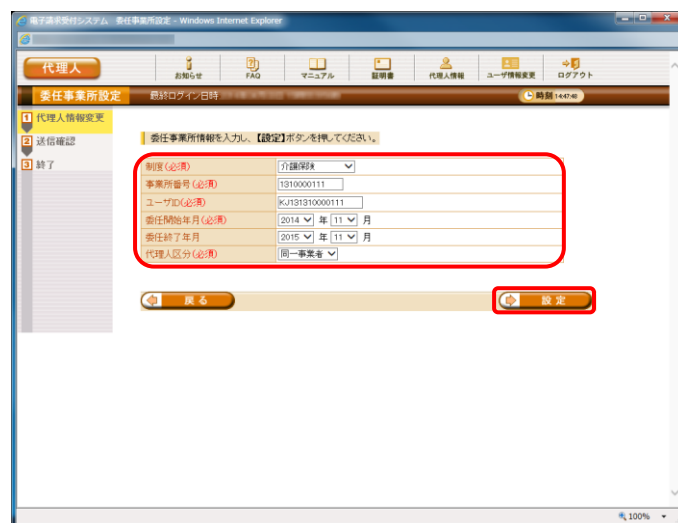 電子請求受付システム 委任事業所設定 - Windows Internet Explorer
代理人
お知らせ FAQ マニュアル 証明書 代理人情報 ユーザ情報変更 ログアウト
委任事業所設定 最終ログイン日時 時刻 14:47:40
1 代理人情報変更
2 送信確認
3 終了
委任事業所情報を入力し、【設定】ボタンを押してください。
制度(必須) 介護保険
事業所番号(必須) 1310000111
ユーザID(必須) KJ131310000111
委任開始年月(必須) 2014 年 11 月
委任終了年月 2015 年 11 月
代理人区分(必須) 同一事業者
戻る 設定
100%